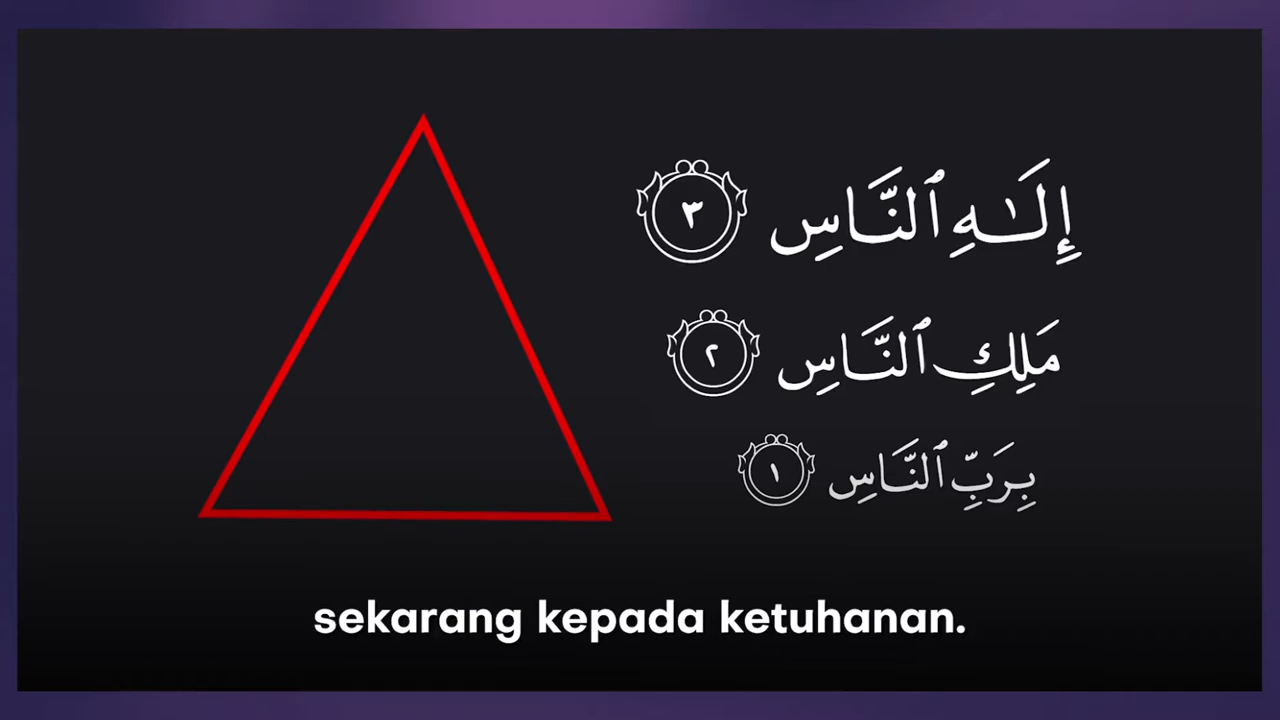 إِلَـٰهِ ٱلنَّاسِ ٣
مَلِكِ ٱلنَّاسِ ٢
بِرَبِّ ٱلنَّاسِ ١
sekarang kepada ketuhanan.